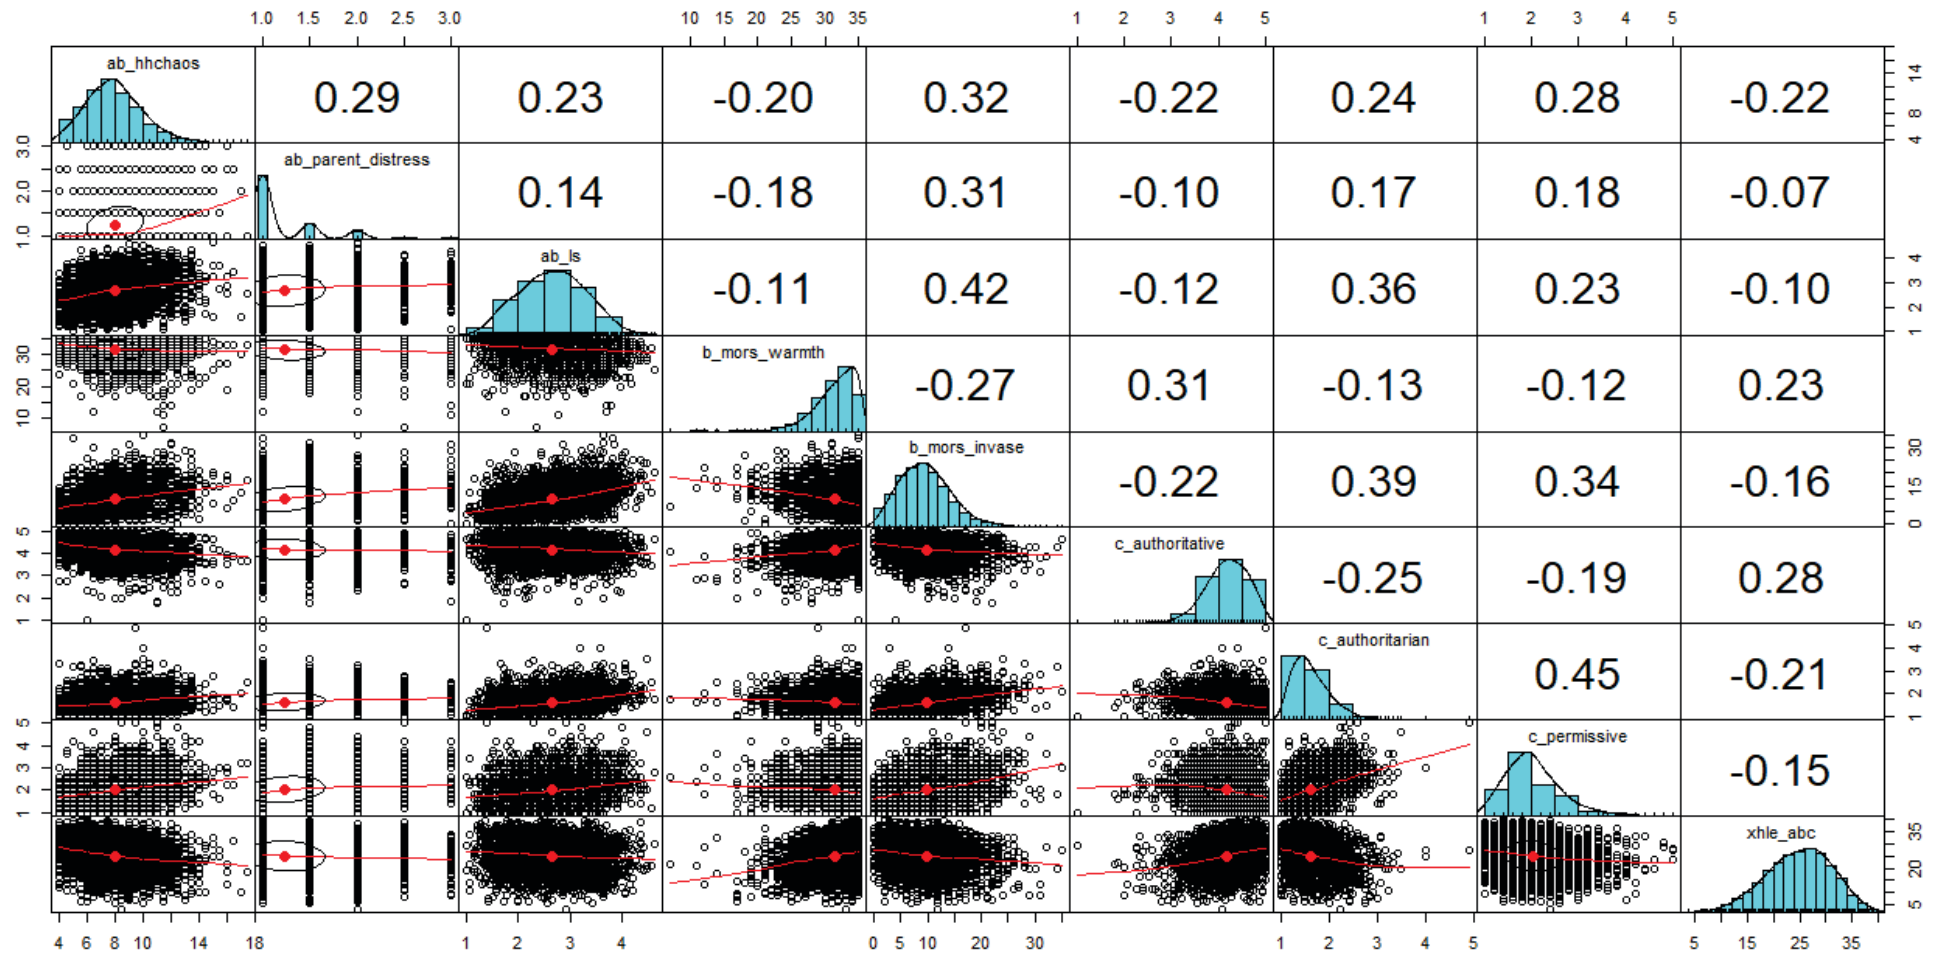 1.0 1.5 2.0 2.5 3.0 10 15 20 25 30 35 1 2 3 4 5 1 2 3 4 5
ab_hhchaos 0.29 0.23 -0.20 0.32 -0.22 0.24 0.28 -0.22 4 8 14
1.0 2.0 3.0 ab_parent_distress 0.14 -0.18 0.31 -0.10 0.17 0.18 -0.07
ab_ls -0.11 0.42 -0.12 0.36 0.23 -0.10 1 2 3 4
10 20 30 b_mors_warmth -0.27 0.31 -0.13 -0.12 0.23
b_mors_invase -0.22 0.39 0.34 -0.16 0 15 30
1 2 3 4 5 c_authoritative -0.25 -0.19 0.28
c_authoritarian 0.45 -0.21 1 2 3 4 5
1 2 3 4 5 c_permissive -0.15
xhle_abc 5 20 35
4 6 8 10 14 18 1 2 3 4 0 5 10 20 30 1 2 3 4 5 5 15 25 35